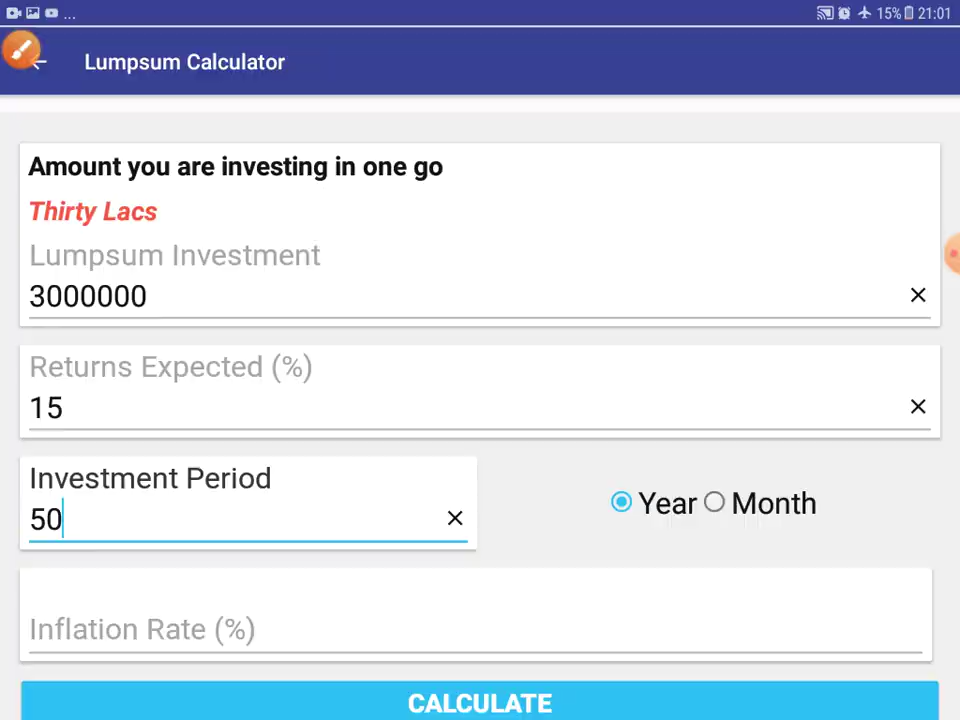 ... 15% 21:01
Lumpsum Calculator
Amount you are investing in one go
Thirty Lacs
Lumpsum Investment
3000000
Returns Expected (%)
15
Investment Period
50
Year Month
Inflation Rate (%)
CALCULATE